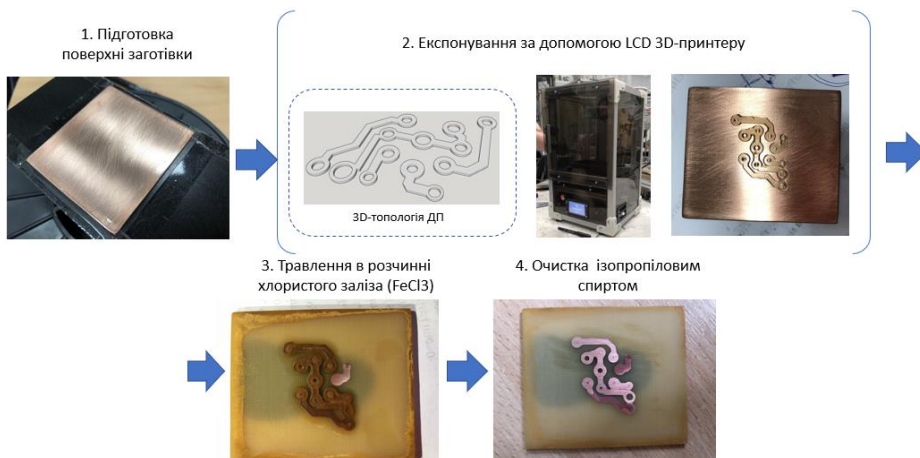 1. Підготовка
поверхні заготівки
2. Експонування за допомогою LCD 3D-принтеру
3D-топологія ДП
3. Травлення в розчинні
хлористого заліза (FeCl3)
4. Очистка ізопропіловим
спиртом